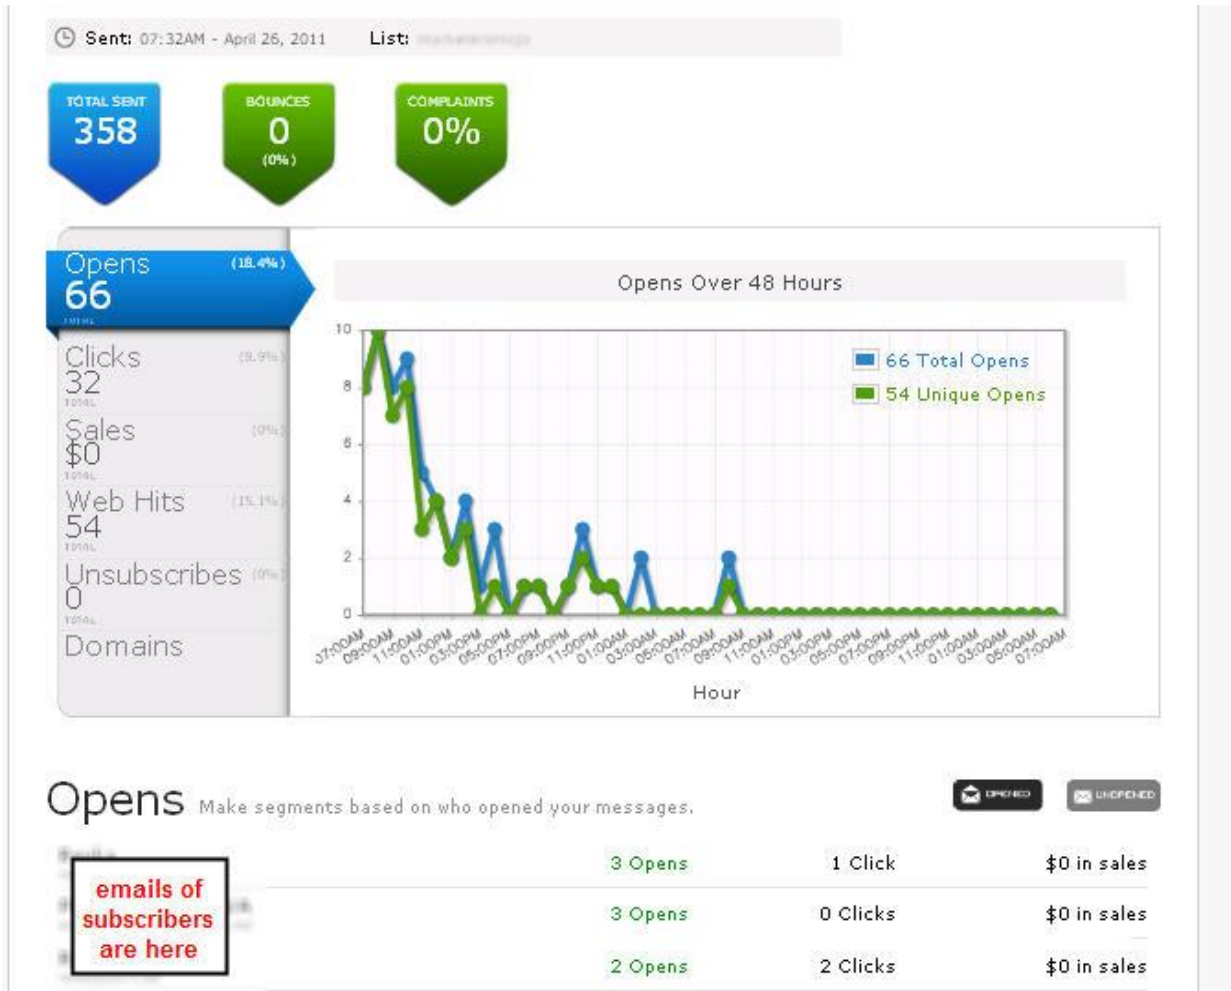 Sent: 07:32AM - April 26, 2011 List:
TOTAL SENT
358
BOUNCES
0
(0%)
COMPLAINTS
0%
Opens (18.4%)
66
TOTAL
Clicks (8.9%)
32
TOTAL
Sales (0%)
$0
TOTAL
Web Hits (15.1%)
54
TOTAL
Unsubscribes (0%)
0
TOTAL
Domains
Opens Over 48 Hours
66 Total Opens
54 Unique Opens
10
8
6
4
2
0
07:00AM 09:00AM 11:00AM 01:00PM 03:00PM 05:00PM 07:00PM 09:00PM 11:00PM 01:00AM 03:00AM 05:00AM 07:00AM 09:00AM 11:00AM 01:00PM 03:00PM 05:00PM 07:00PM 09:00PM 11:00PM 01:00AM 03:00AM 05:00AM 07:00AM
Hour
Opens Make segments based on who opened your messages.
OPENED
UNOPENED
3 Opens 1 Click $0 in sales
emails of
subscribers
are here
3 Opens 0 Clicks $0 in sales
2 Opens 2 Clicks $0 in sales